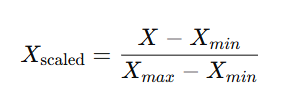 X_scaled = (X − X_min) / (X_max − X_min)